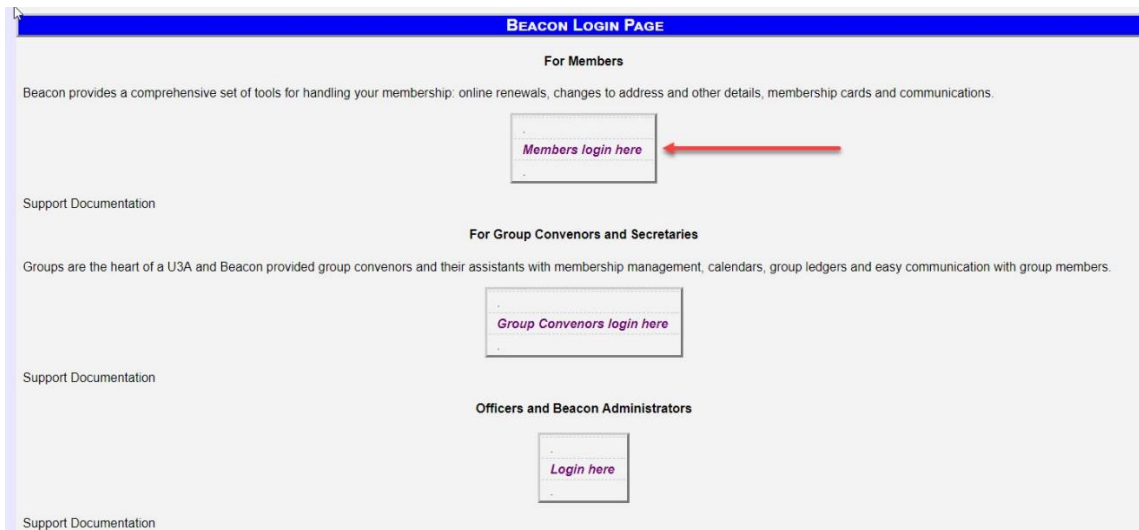 BEACON LOGIN PAGE
For Members
Beacon provides a comprehensive set of tools for handling your membership: online renewals, changes to address and other details, membership cards and communications.
.
Members login here
.
Support Documentation
For Group Convenors and Secretaries
Groups are the heart of a U3A and Beacon provided group convenors and their assistants with membership management, calendars, group ledgers and easy communication with group members.
.
Group Convenors login here
.
Support Documentation
Officers and Beacon Administrators
.
Login here
.
Support Documentation